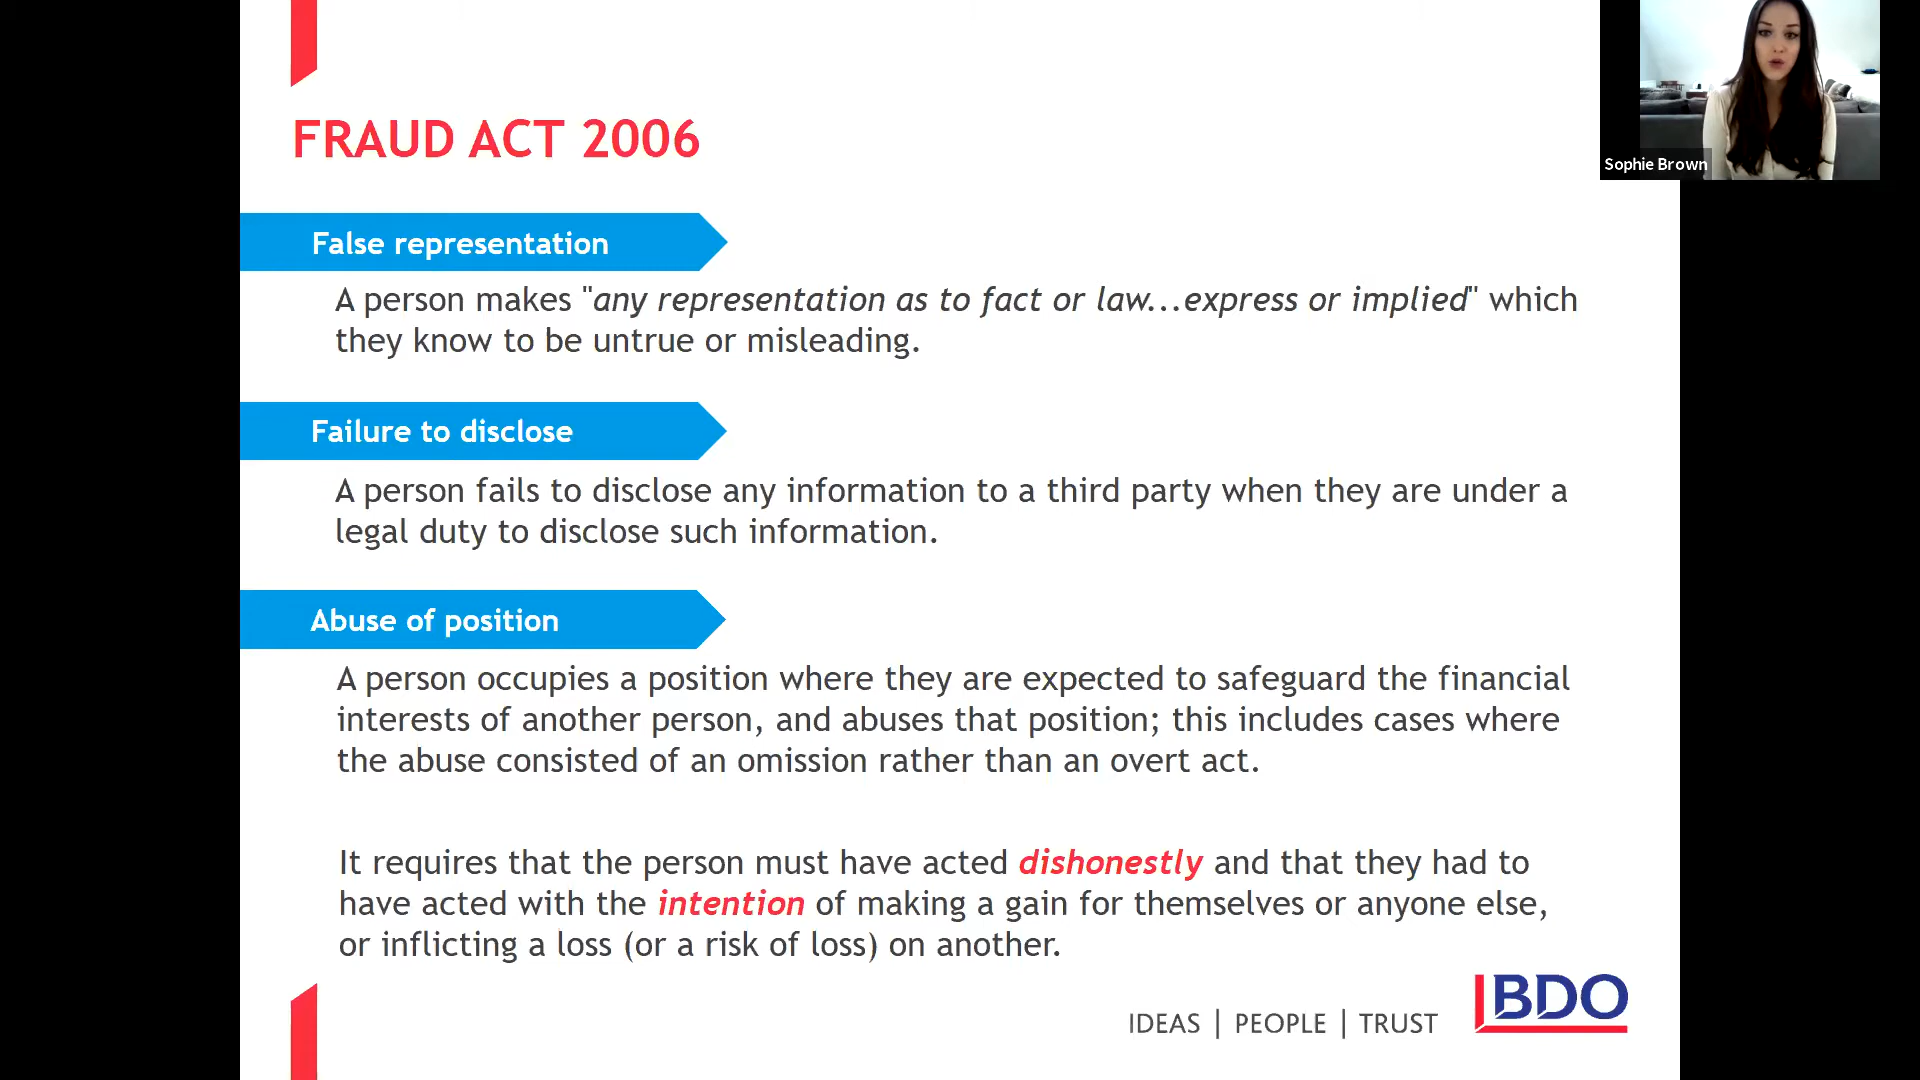 FRAUD ACT 2006
Sophie Brown
False representation
A person makes "any representation as to fact or law...express or implied" which
they know to be untrue or misleading.
Failure to disclose
A person fails to disclose any information to a third party when they are under a
legal duty to disclose such information.
Abuse of position
A person occupies a position where they are expected to safeguard the financial
interests of another person, and abuses that position; this includes cases where
the abuse consisted of an omission rather than an overt act.
It requires that the person must have acted dishonestly and that they had to
have acted with the intention of making a gain for themselves or anyone else,
or inflicting a loss (or a risk of loss) on another.
IDEAS | PEOPLE | TRUST
BDO